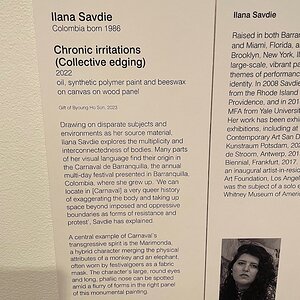 Ilana Savdie
Colombia born 1986
Chronic irritations
(Collective edging)
2022
oil, synthetic polymer paint and beeswax
on canvas on wood panel
Gift of Byoung Ho Son, 2023
Drawing on disparate subjects and
environments as her source material,
Ilana Savdie explores the multiplicity and
interconnectedness of bodies. Many parts
of her visual language find their origin in
the Carnaval de Barranquilla, the annual
multi-day festival presented in Barranquilla,
Colombia, where she grew up. 'We can
locate in [Carnaval] a very queer history
of exaggerating the body and taking up
space beyond imposed and oppressive
boundaries as forms of resistance and
protest', Savdie has explained.
A central example of Carnaval's
transgressive spirit is the Marimonda,
a hybrid character merging the physical
attributes of a monkey and an elephant,
often worn by festivalgoers as a fabric
mask. The character's large, round eyes
and long, phallic nose can be spotted
amid a flurry of forms in the right panel
of this monumental painting.
Ilana Savdie
Raised in both Barra
and Miami, Florida, a
Brooklyn, New York, I
large-scale, vibrant pa
themes of performance
identity. In 2008 Savdie
from the Rhode Island
Providence, and in 201
MFA from Yale Universi
Her work has been exhi
exhibitions, including at
Contemporary Art San D
Kunstraum Potsdam, 202
de Stroom, Antwerp, 20
Biennial, Frankfurt, 2017.
an inaugural artist-in-resid
Art Foundation, Los Angele
was the subject of a solo e
Whitney Museum of Ameri